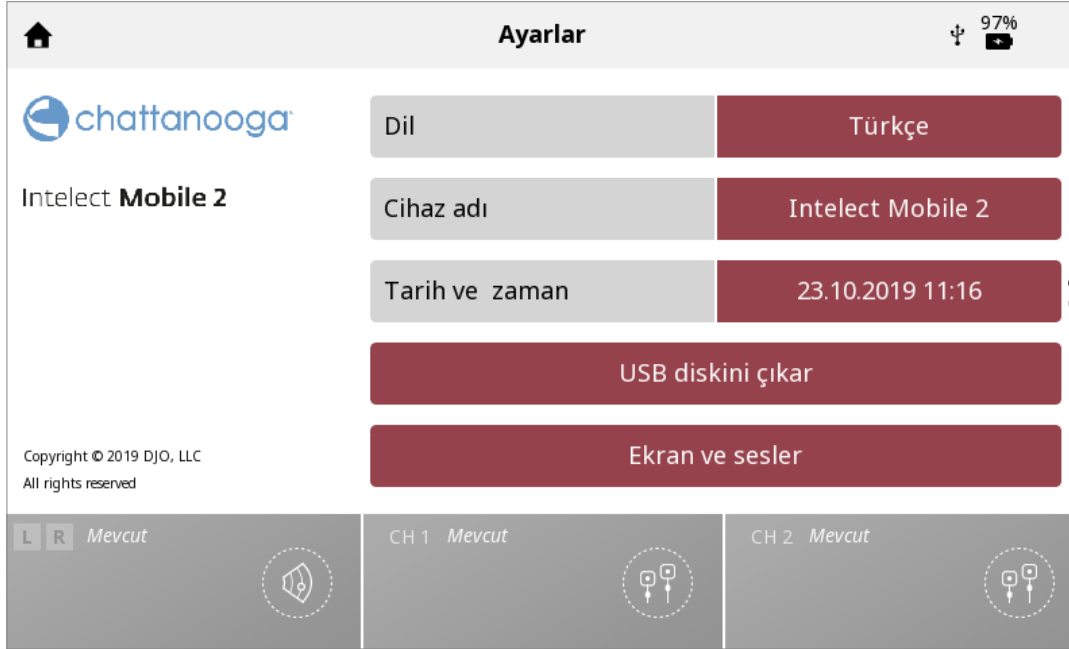 Ayarlar
97%
chattanooga
Intelect Mobile 2
Dil
Türkçe
Cihaz adı
Intelect Mobile 2
Tarih ve zaman
23.10.2019 11:16
USB diskini çıkar
Ekran ve sesler
Copyright © 2019 DJO, LLC
All rights reserved
L R Mevcut
CH 1 Mevcut
CH 2 Mevcut